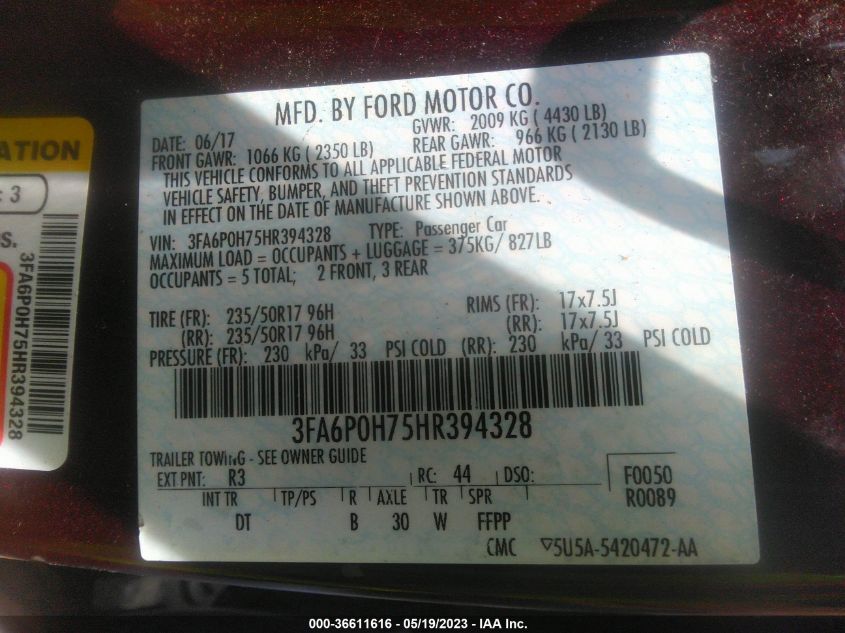 MFD. BY FORD MOTOR CO.
DATE: 06/17 GVWR: 2009 KG ( 4430 LB)
FRONT GAWR: 1066 KG ( 2350 LB) REAR GAWR: 966 KG ( 2130 LB)
THIS VEHICLE CONFORMS TO ALL APPLICABLE FEDERAL MOTOR
VEHICLE SAFETY, BUMPER, AND THEFT PREVENTION STANDARDS
IN EFFECT ON THE DATE OF MANUFACTURE SHOWN ABOVE.
VIN: 3FA6P0H75HR394328 TYPE: Passenger Car
MAXIMUM LOAD = OCCUPANTS + LUGGAGE = 375KG/ 827LB
OCCUPANTS = 5 TOTAL; 2 FRONT, 3 REAR
TIRE (FR): 235/50R17 96H RIMS (FR): 17x7.5J
(RR): 235/50R17 96H (RR): 17x7.5J
PRESSURE (FR): 230 kPa/ 33 PSI COLD (RR): 230 kPa/ 33 PSI COLD
3FA6P0H75HR394328
TRAILER TOWING - SEE OWNER GUIDE
EXT PNT: R3 RC: 44 DSO: F0050
R0089
INT TR TP/PS R AXLE TR SPR
DT B 30 W FFPP
CMC ▽5U5A-5420472-AA
ATION
: 3
S.
3FA6P0H75HR394328
000-36611616 - 05/19/2023 - IAA Inc.